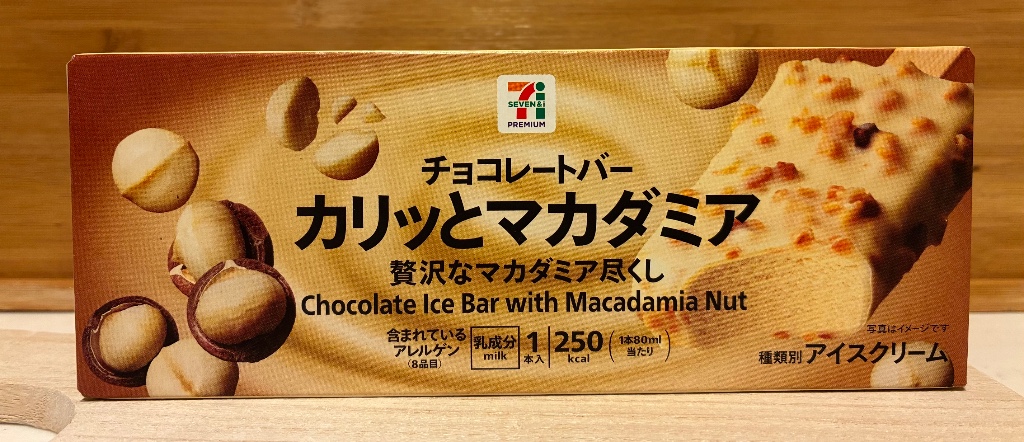 SEVEN&i
PREMIUM
チョコレートバー
カリッとマカダミア
贅沢なマカダミア尽くし
Chocolate Ice Bar with Macadamia Nut
含まれている
アレルゲン
(8品目)
乳成分
milk
1
本入
250
kcal
(1本80ml
当たり)
写真はイメージです
種類別 アイスクリーム